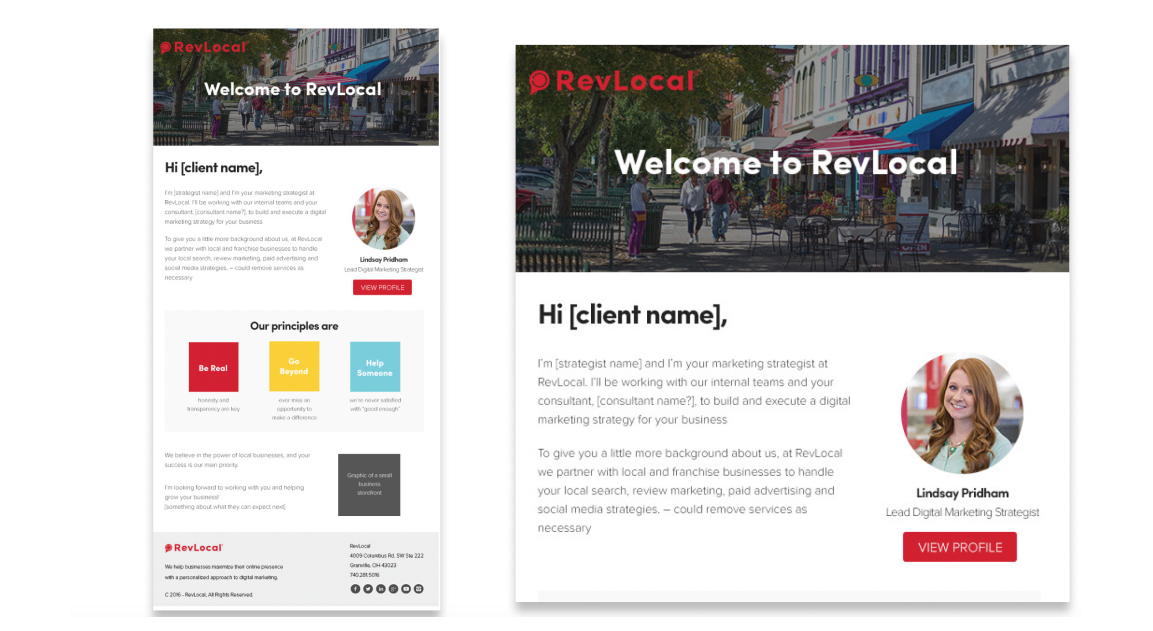 RevLocal
Welcome to RevLocal
Hi [client name],
I'm [strategist name] and I'm your marketing strategist at
RevLocal. I'll be working with our internal teams and your
consultant, [consultant name?], to build and execute a digital
marketing strategy for your business
To give you a little more background about us, at RevLocal
we partner with local and franchise businesses to handle
your local search, review marketing, paid advertising and
social media strategies. – could remove services as
necessary
Lindsay Pridham
Lead Digital Marketing Strategist
VIEW PROFILE
Our principles are
Be Real
honesty and
transparency are key
Go
Beyond
ever miss an
opportunity to
make a difference
Help
Someone
we're never satisfied
with "good enough"
We believe in the power of local businesses, and your
success is our main priority.
I'm looking forward to working with you and helping
grow your business!
[something about what they can expect next]
Graphic of a small
business
storefront
RevLocal
We help businesses maximize their online presence
with a personalized approach to digital marketing.
C 2016 - RevLocal, All Rights Reserved.
RevLocal
4009 Columbus Rd. SW Ste 222
Granville, OH 43023
740.281.5016
RevLocal
Welcome to RevLocal
Hi [client name],
I'm [strategist name] and I'm your marketing strategist at
RevLocal. I'll be working with our internal teams and your
consultant, [consultant name?], to build and execute a digital
marketing strategy for your business
To give you a little more background about us, at RevLocal
we partner with local and franchise businesses to handle
your local search, review marketing, paid advertising and
social media strategies. – could remove services as
necessary
Lindsay Pridham
Lead Digital Marketing Strategist
VIEW PROFILE